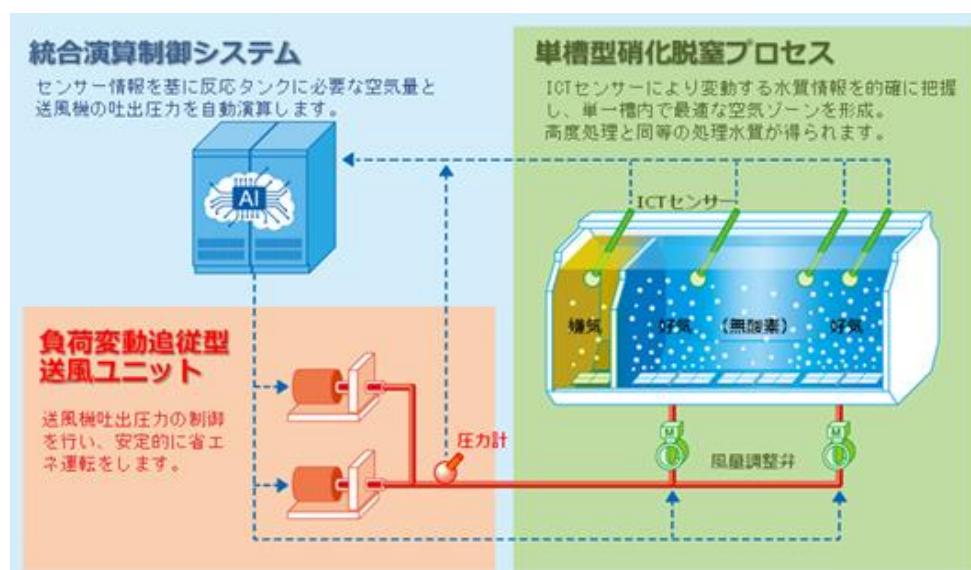 統合演算制御システム
センサー情報を基に反応タンクに必要な空気量と
送風機の吐出圧力を自動演算します。
単槽型硝化脱窒プロセス
ICTセンサーにより変動する水質情報を的確に把握
し、単一槽内で最適な空気ゾーンを形成。
高度処理と同等の処理水質が得られます。
AI
ICTセンサー
嫌気
好気
(無酸素)
好気
負荷変動追従型
送風ユニット
送風機吐出圧力の制御
を行い、安定的に省エ
ネ運転をします。
圧力計
M
M
風量調整弁